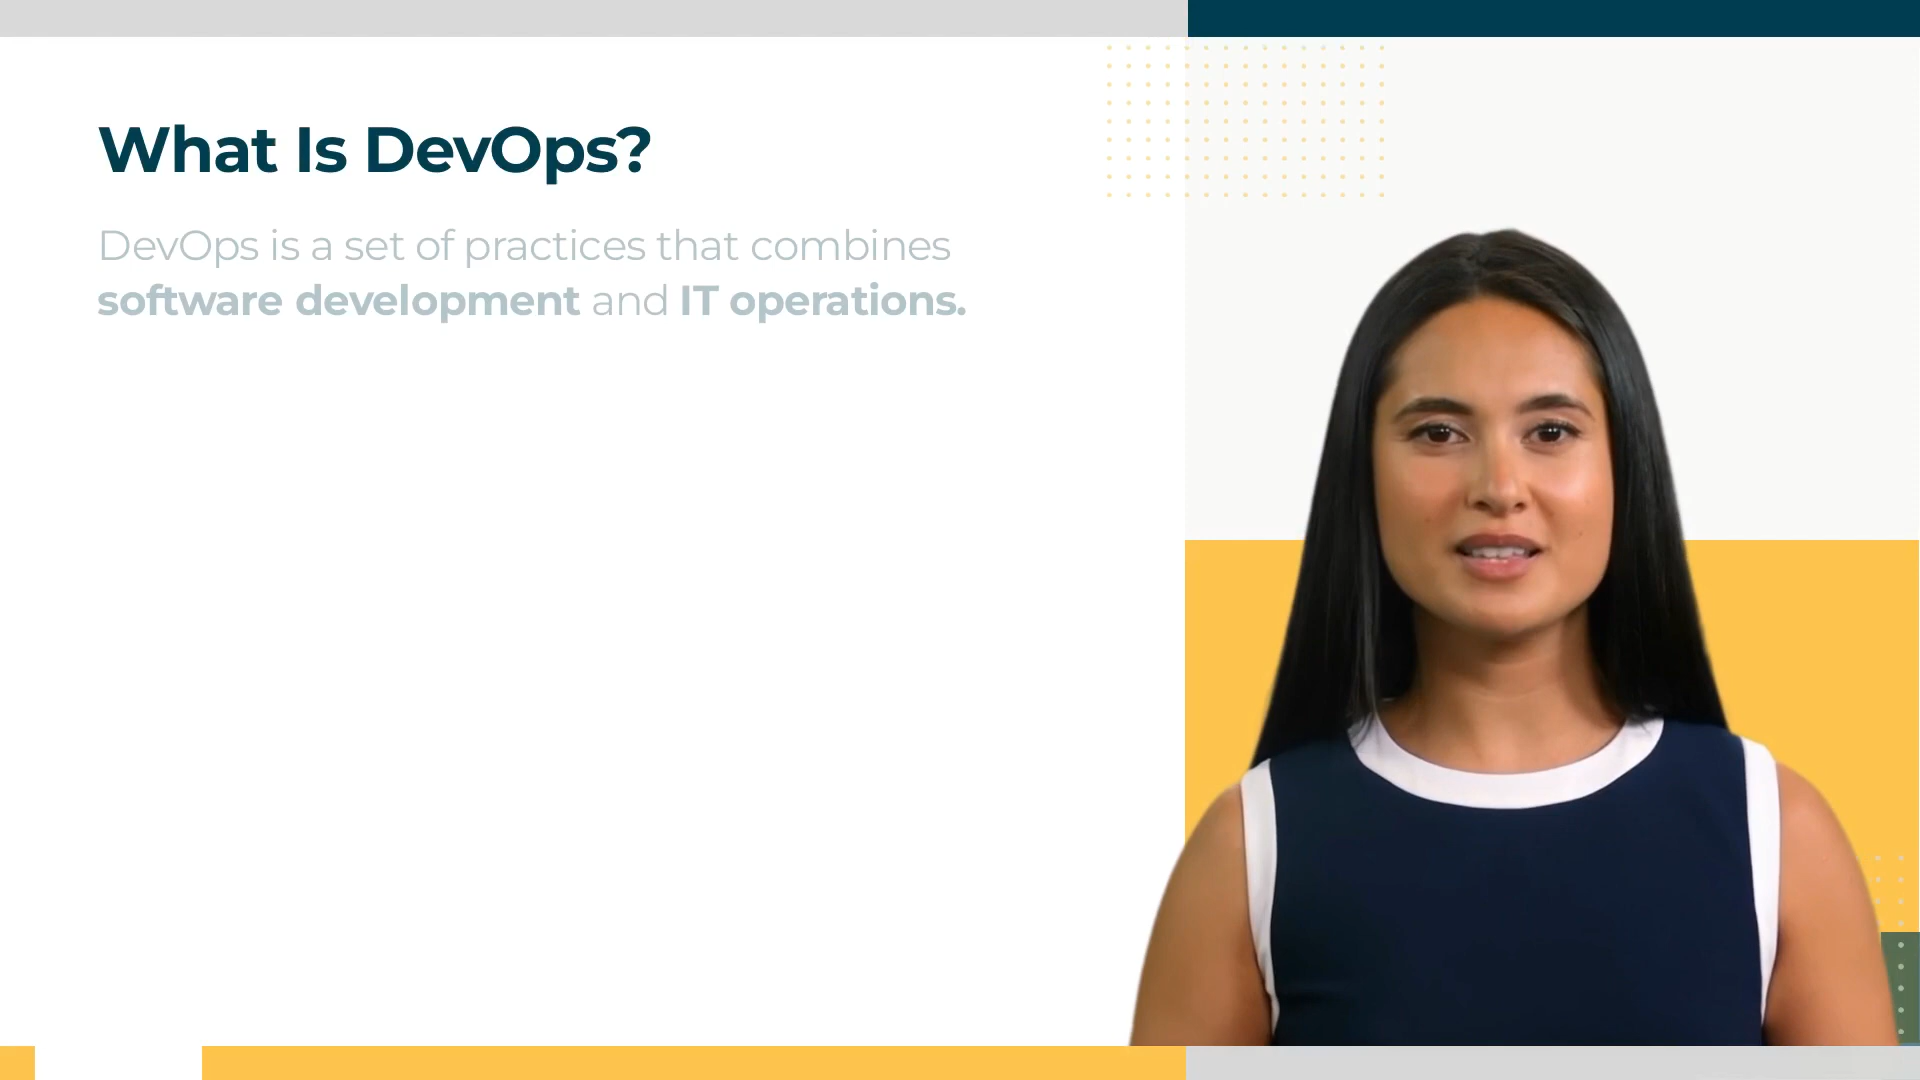 What Is DevOps?
DevOps is a set of practices that combines
software development and IT operations.